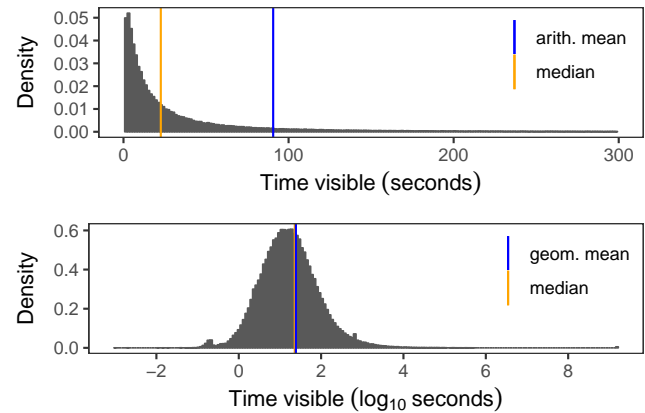 Density
0.05
0.04
0.03
0.02
0.01
0.00
arith. mean
median
0 100 200 300
Time visible (seconds)
Density
0.6
0.4
0.2
0.0
geom. mean
median
−2 0 2 4 6 8
Time visible (log₁₀ seconds)